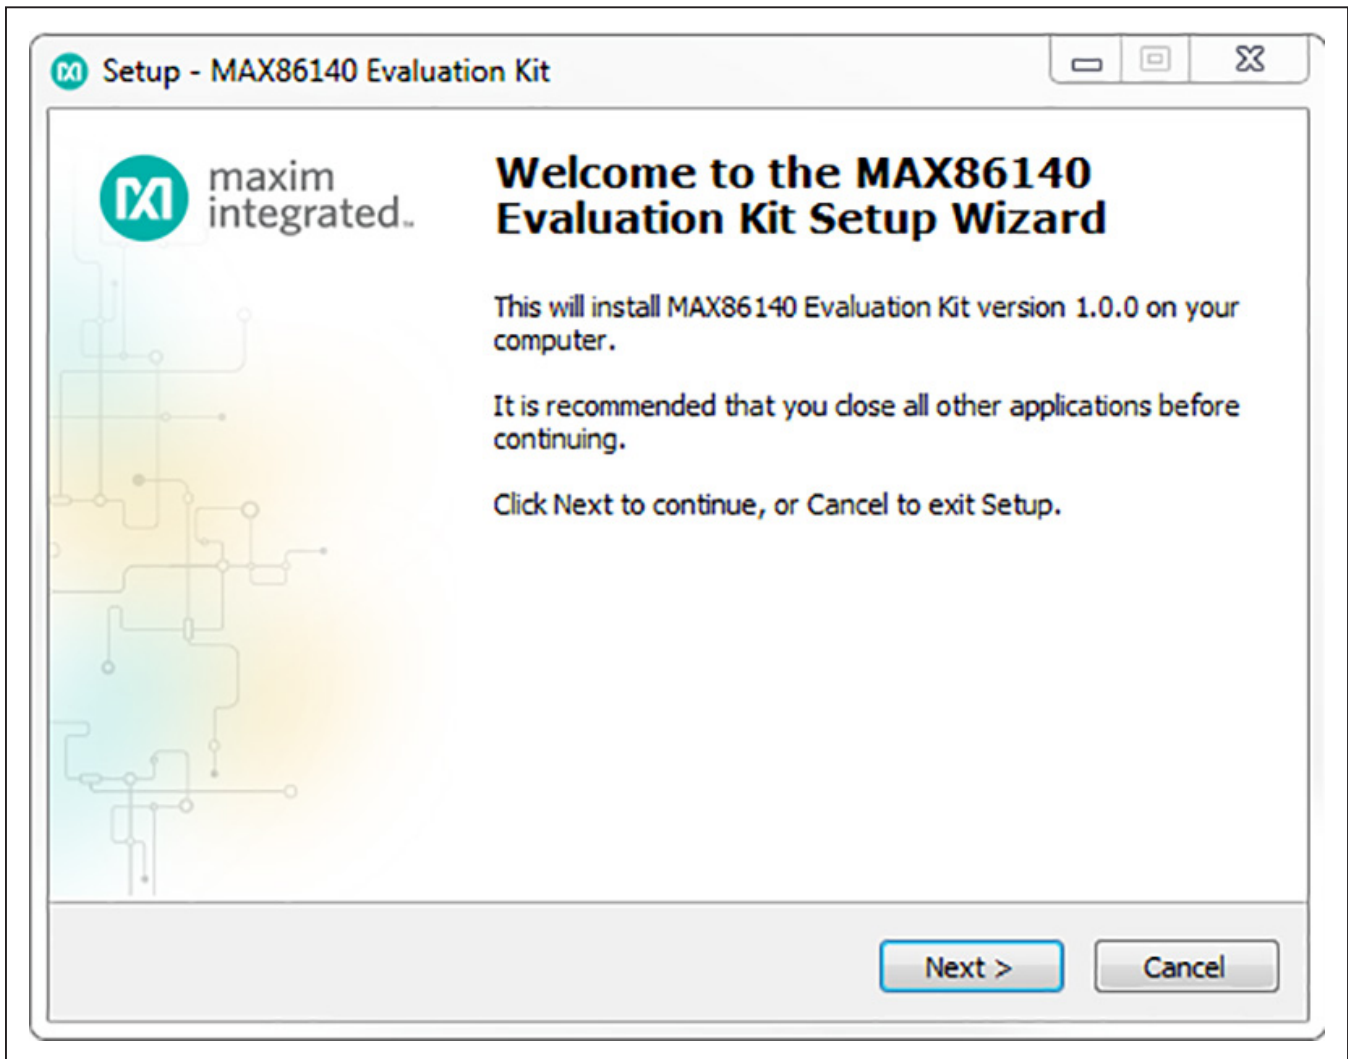 Setup - MAX86140 Evaluation Kit
maxim
integrated™
Welcome to the MAX86140
Evaluation Kit Setup Wizard
This will install MAX86140 Evaluation Kit version 1.0.0 on your
computer.
It is recommended that you close all other applications before
continuing.
Click Next to continue, or Cancel to exit Setup.
Next >
Cancel